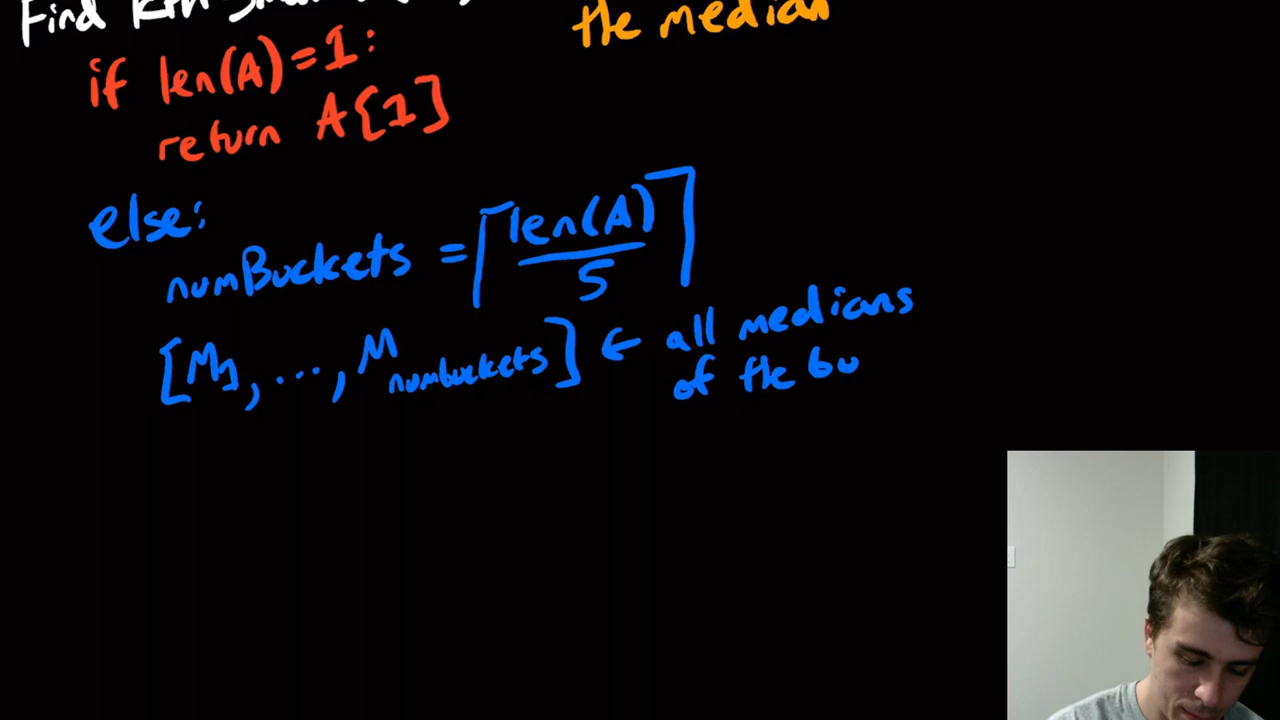 Find Kth
the median
if len(A)=1:
return A[1]
else:
numBuckets = ⌈len(A)/5⌉
[M1, ..., Mnumbuckets] ← all medians
of the bu